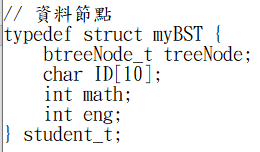 // 資料節點
typedef struct myBST {
    btreeNode_t treeNode;
    char ID[10];
    int math;
    int eng;
} student_t;